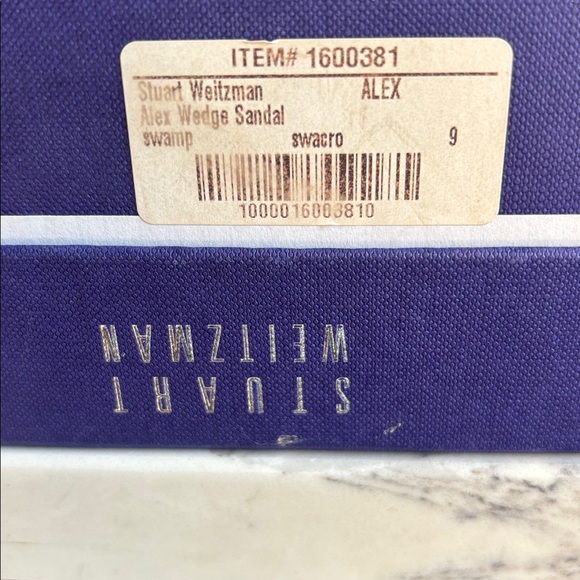 ITEM# 1600381
Stuart Weitzman ALEX
Alex Wedge Sandal
swamp swacro 9
1000016003810
STUART
WEITZMAN